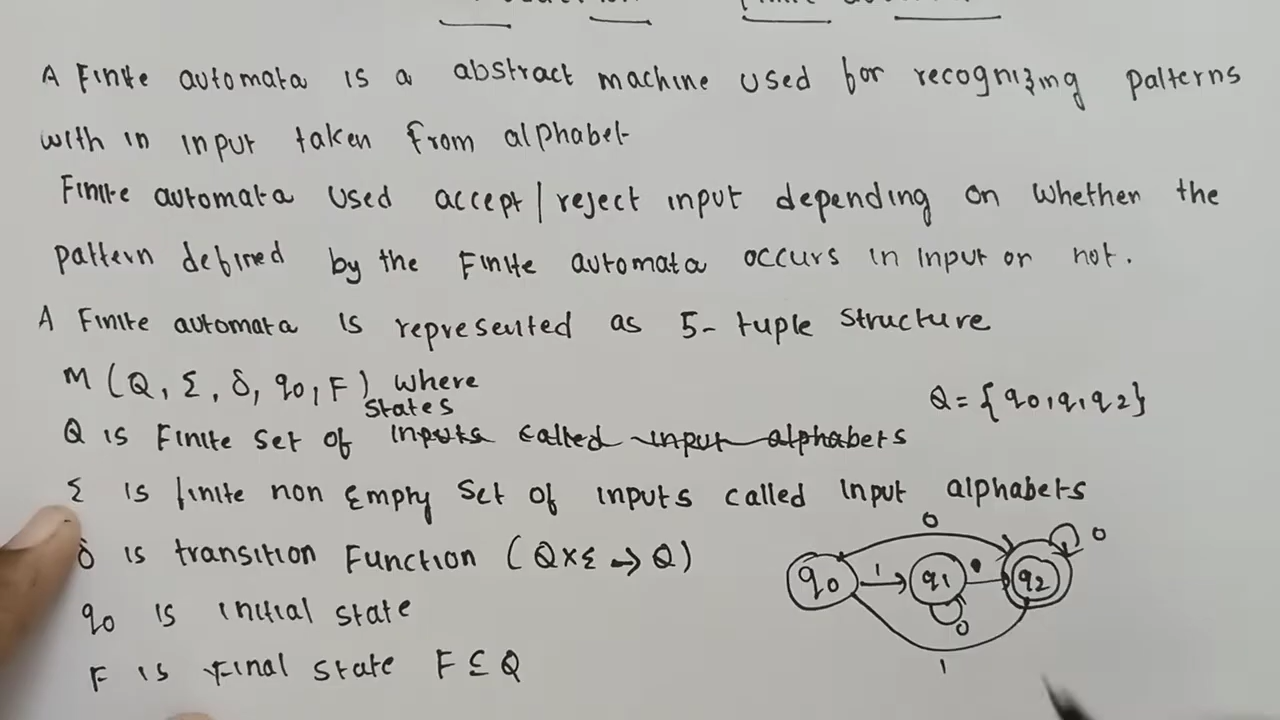 A Finite automata is a abstract machine used for recognizing patterns
with in input taken from alphabet
Finite automata used accept/reject input depending on whether the
pattern defined by the Finite automata occurs in input or not.
A Finite automata is represented as 5-tuple structure
M (Q, Σ, δ, q0, F) where
Q = {q0, q1, q2}
states
Q is Finite set of inputs called input alphabets
Σ is finite non Empty set of inputs called input alphabets
δ is transition Function (Q×Σ → Q)
q0 is initial state
F is Final state F ⊆ Q
0
0
q0 1 q1 q2
0
1